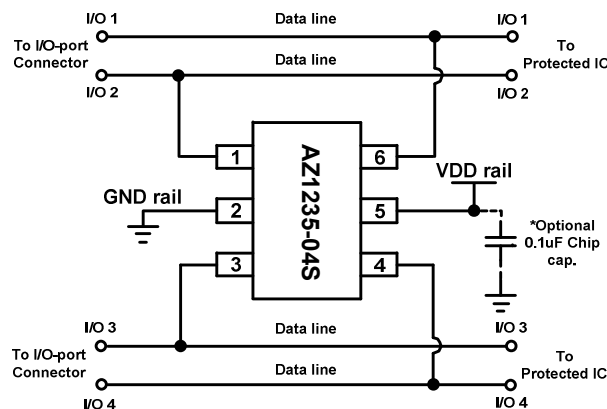 I/O 1
Data line
I/O 1
To I/O-port
Connector
Data line
To
Protected IC
I/O 2
I/O 2
1
6
VDD rail
GND rail
2
AZ1235-04S
5
*Optional
0.1uF Chip
cap.
3
4
I/O 3
Data line
I/O 3
To I/O-port
Connector
Data line
To
Protected IC
I/O 4
I/O 4